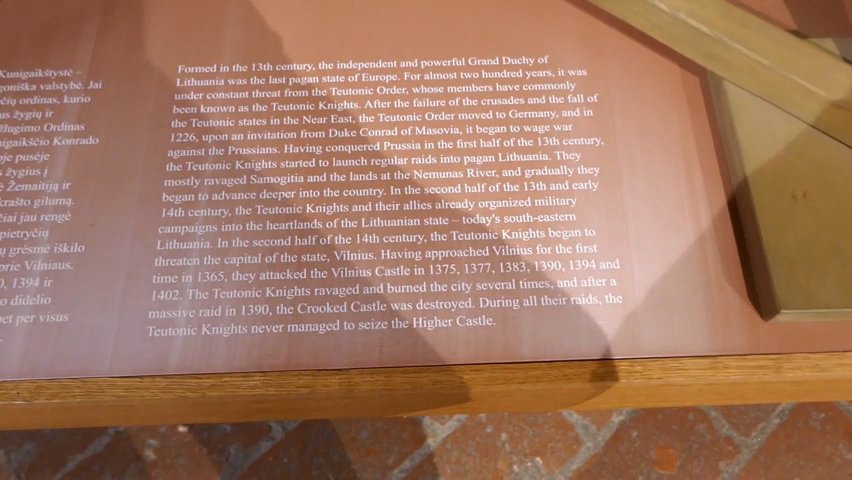 Kunigaikštystė –
goniška valstybė. Jai
čių ordinas, kurio
us žygių ir
žlugimo Ordinas
nigaikščio Konrado
oje pusėje
s žygius į
ė Žemaitiją ir
krašto gilumą.
čiai jau rengė
pietryčių
ų grėsmė iškilo
prie Vilniaus.
0, 1394 ir
o didelio
bet per visus
Formed in the 13th century, the independent and powerful Grand Duchy of
Lithuania was the last pagan state of Europe. For almost two hundred years, it was
under constant threat from the Teutonic Order, whose members have commonly
been known as the Teutonic Knights. After the failure of the crusades and the fall of
the Teutonic states in the Near East, the Teutonic Order moved to Germany, and in
1226, upon an invitation from Duke Conrad of Masovia, it began to wage war
against the Prussians. Having conquered Prussia in the first half of the 13th century,
the Teutonic Knights started to launch regular raids into pagan Lithuania. They
mostly ravaged Samogitia and the lands at the Nemunas River, and gradually they
began to advance deeper into the country. In the second half of the 13th and early
14th century, the Teutonic Knights and their allies already organized military
campaigns into the heartlands of the Lithuanian state – today's south-eastern
Lithuania. In the second half of the 14th century, the Teutonic Knights began to
threaten the capital of the state, Vilnius. Having approached Vilnius for the first
time in 1365, they attacked the Vilnius Castle in 1375, 1377, 1383, 1390, 1394 and
1402. The Teutonic Knights ravaged and burned the city several times, and after a
massive raid in 1390, the Crooked Castle was destroyed. During all their raids, the
Teutonic Knights never managed to seize the Higher Castle.